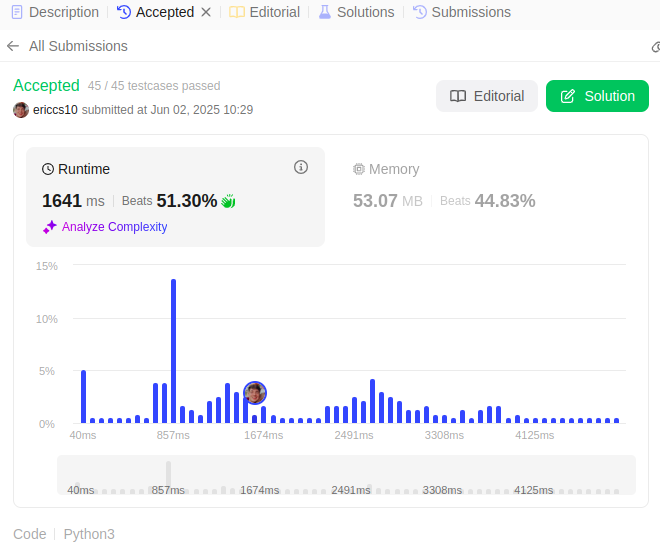 Description Accepted Editorial Solutions Submissions
All Submissions
Accepted 45 / 45 testcases passed
ericcs10 submitted at Jun 02, 2025 10:29
Editorial Solution
Runtime
1641 ms Beats 51.30%
Analyze Complexity
Memory
53.07 MB Beats 44.83%
15%
10%
5%
0%
40ms 857ms 1674ms 2491ms 3308ms 4125ms
40ms 857ms 1674ms 2491ms 3308ms 4125ms
Code Python3